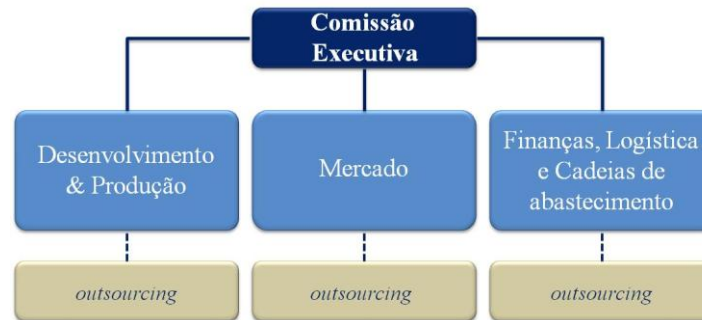 Comissão
Executiva
Desenvolvimento
& Produção
Mercado
Finanças, Logística
e Cadeias de
abastecimento
outsourcing
outsourcing
outsourcing